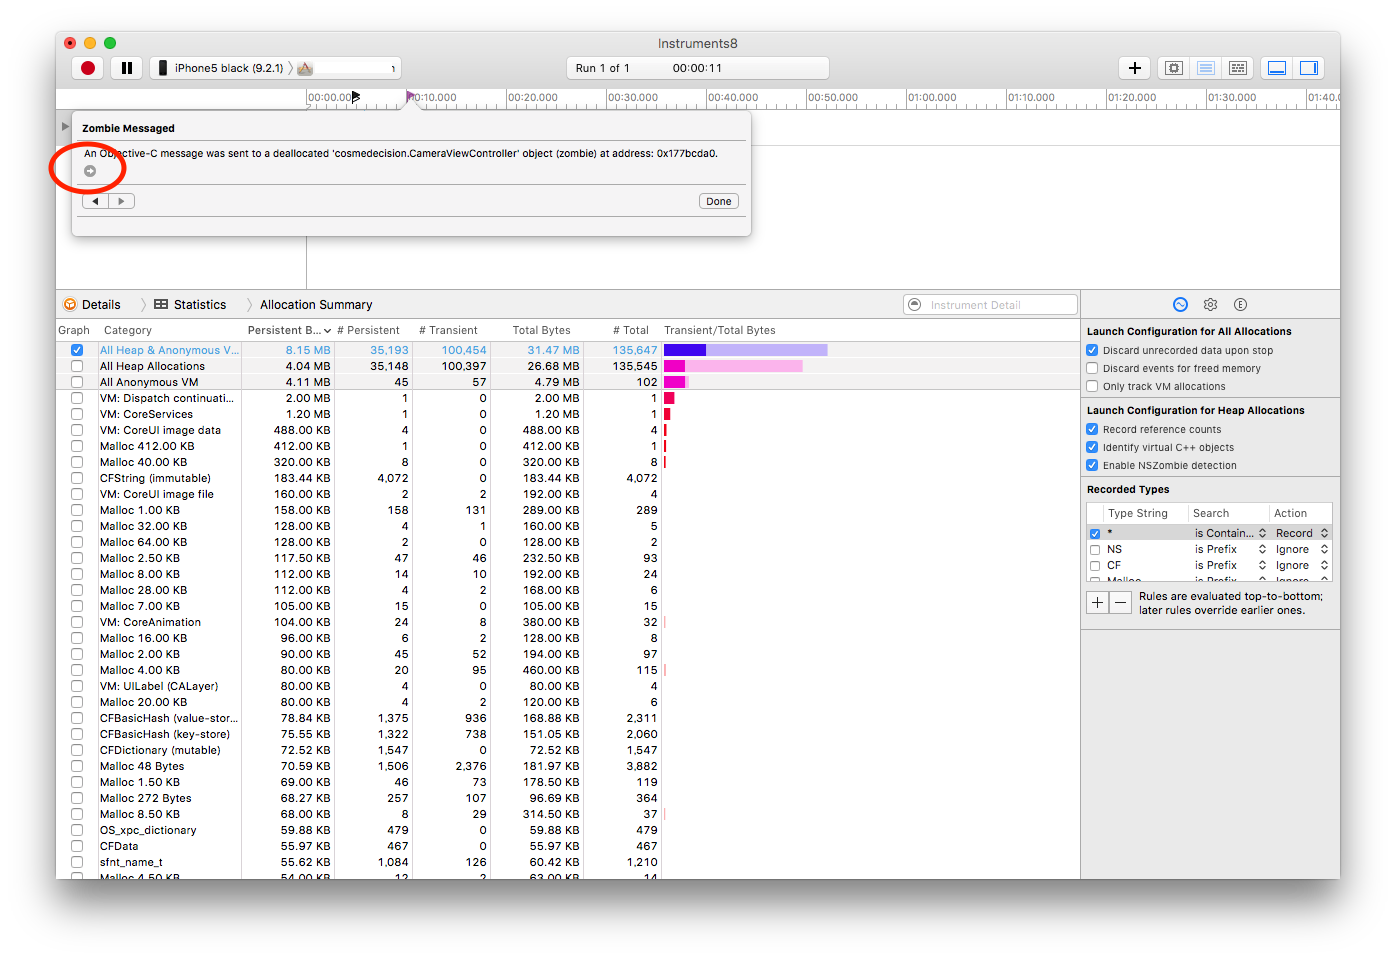 Instruments8
iPhone5 black (9.2.1)
Run 1 of 1 00:00:11
00:00.000 00:10.000 00:20.000 00:30.000 00:40.000 00:50.000 01:00.000 01:10.000 01:20.000 01:30.000 01:40.0
Zombie Messaged
An Objective-C message was sent to a deallocated 'cosmedecision.CameraViewController' object (zombie) at address: 0x177bcda0.
Done
Details Statistics Allocation Summary
Instrument Detail
Graph Category Persistent B... # Persistent # Transient Total Bytes # Total Transient/Total Bytes
All Heap & Anonymous V... 8.15 MB 35,193 100,454 31.47 MB 135,647
All Heap Allocations 4.04 MB 35,148 100,397 26.68 MB 135,545
All Anonymous VM 4.11 MB 45 57 4.79 MB 102
VM: Dispatch continuati... 2.00 MB 1 0 2.00 MB 1
VM: CoreServices 1.20 MB 1 0 1.20 MB 1
VM: CoreUI image data 488.00 KB 4 0 488.00 KB 4
Malloc 412.00 KB 412.00 KB 1 0 412.00 KB 1
Malloc 40.00 KB 320.00 KB 8 0 320.00 KB 8
CFString (immutable) 183.44 KB 4,072 0 183.44 KB 4,072
VM: CoreUI image file 160.00 KB 2 2 192.00 KB 4
Malloc 1.00 KB 158.00 KB 158 131 289.00 KB 289
Malloc 32.00 KB 128.00 KB 4 1 160.00 KB 5
Malloc 64.00 KB 128.00 KB 2 0 128.00 KB 2
Malloc 2.50 KB 117.50 KB 47 46 232.50 KB 93
Malloc 8.00 KB 112.00 KB 14 10 192.00 KB 24
Malloc 28.00 KB 112.00 KB 4 2 168.00 KB 6
Malloc 7.00 KB 105.00 KB 15 0 105.00 KB 15
VM: CoreAnimation 104.00 KB 24 8 380.00 KB 32
Malloc 16.00 KB 96.00 KB 6 2 128.00 KB 8
Malloc 2.00 KB 90.00 KB 45 52 194.00 KB 97
Malloc 4.00 KB 80.00 KB 20 95 460.00 KB 115
VM: UILabel (CALayer) 80.00 KB 4 0 80.00 KB 4
Malloc 20.00 KB 80.00 KB 4 2 120.00 KB 6
CFBasicHash (value-stor... 78.84 KB 1,375 936 168.88 KB 2,311
CFBasicHash (key-store) 75.55 KB 1,322 738 151.05 KB 2,060
CFDictionary (mutable) 72.52 KB 1,547 0 72.52 KB 1,547
Malloc 48 Bytes 70.59 KB 1,506 2,376 181.97 KB 3,882
Malloc 1.50 KB 69.00 KB 46 73 178.50 KB 119
Malloc 272 Bytes 68.27 KB 257 107 96.69 KB 364
Malloc 8.50 KB 68.00 KB 8 29 314.50 KB 37
OS_xpc_dictionary 59.88 KB 479 0 59.88 KB 479
CFData 55.97 KB 467 0 55.97 KB 467
sfnt_name_t 55.62 KB 1,084 126 60.42 KB 1,210
Malloc 4.50 KB 54.00 KB 12 2 63.00 KB 14
E
Launch Configuration for All Allocations
Discard unrecorded data upon stop
Discard events for freed memory
Only track VM allocations
Launch Configuration for Heap Allocations
Record reference counts
Identify virtual C++ objects
Enable NSZombie detection
Recorded Types
Type String Search Action
* is Contain... Record
NS is Prefix Ignore
CF is Prefix Ignore
Malloc is Prefix Ignore
Rules are evaluated top-to-bottom;
later rules override earlier ones.